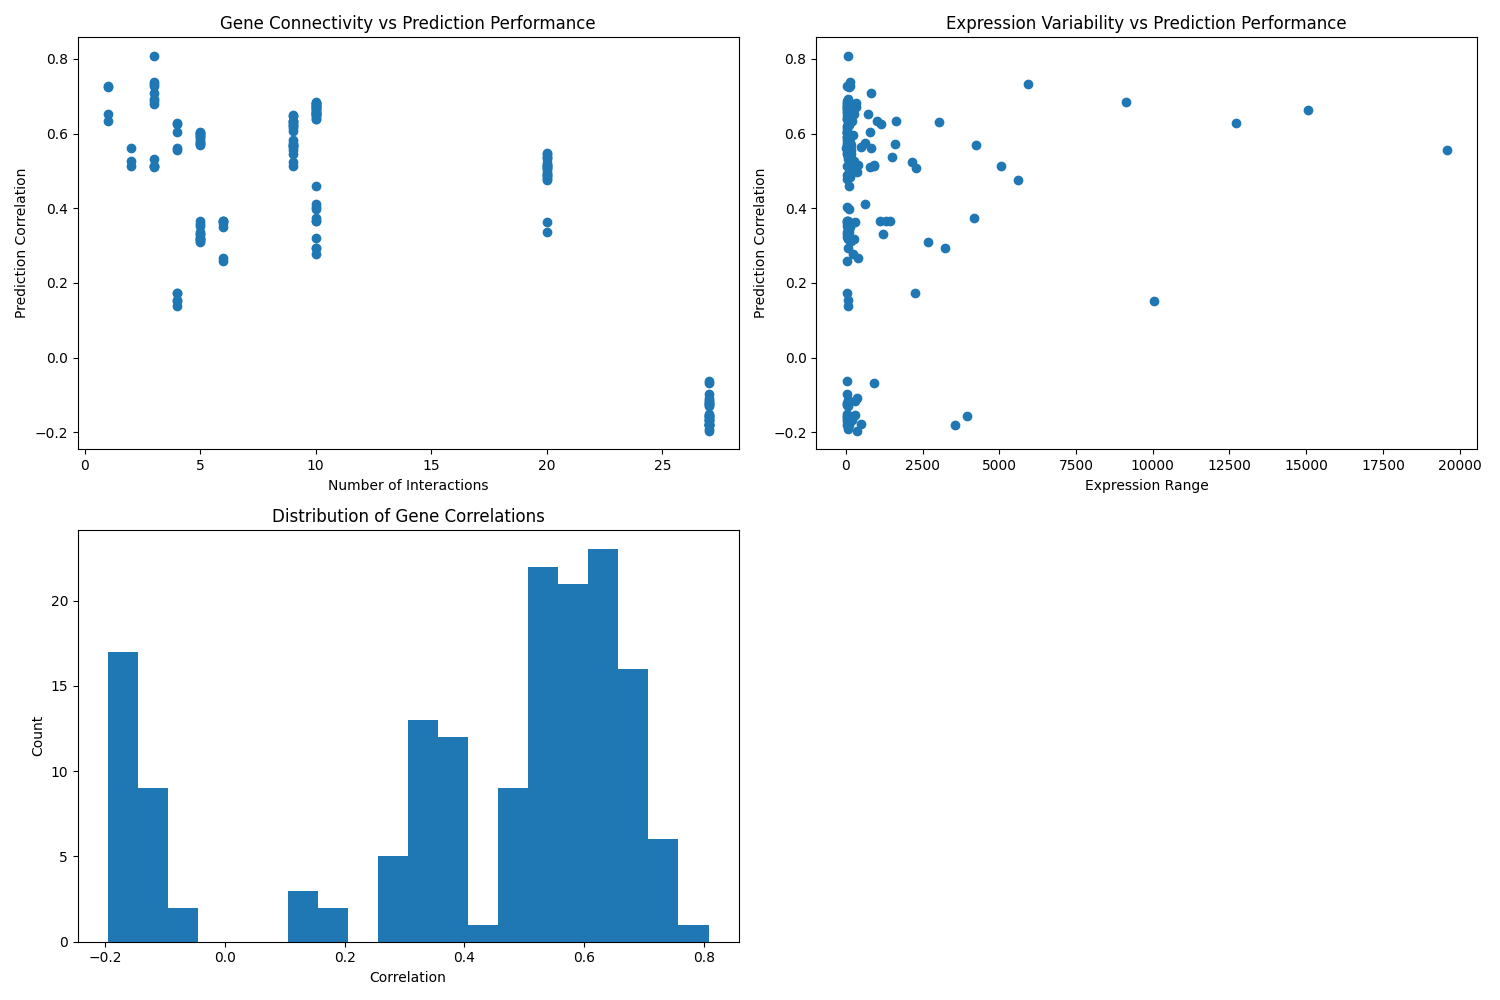 Gene Connectivity vs Prediction Performance
Prediction Correlation
0.8
0.6
0.4
0.2
0.0
−0.2
0 5 10 15 20 25
Number of Interactions
Expression Variability vs Prediction Performance
Prediction Correlation
0.8
0.6
0.4
0.2
0.0
−0.2
0 2500 5000 7500 10000 12500 15000 17500 20000
Expression Range
Distribution of Gene Correlations
Count
20
15
10
5
0
−0.2 0.0 0.2 0.4 0.6 0.8
Correlation